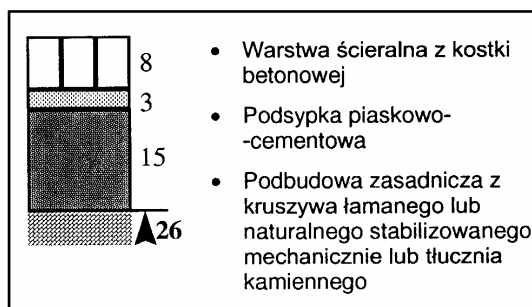 8
3
15
26
• Warstwa ścieralna z kostki
betonowej
• Podsypka piaskowo-
-cementowa
• Podbudowa zasadnicza z
kruszywa łamanego lub
naturalnego stabilizowanego
mechanicznie lub tłucznia
kamiennego